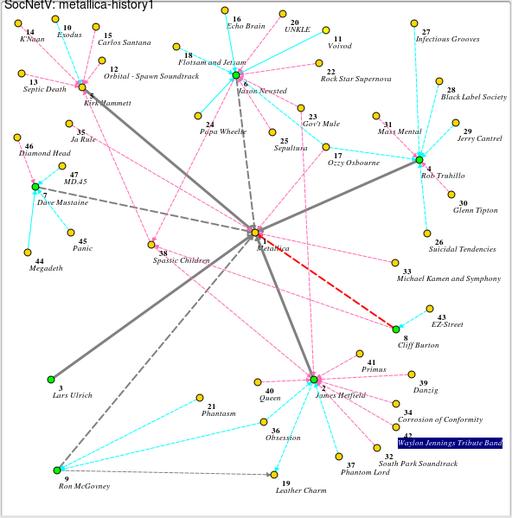 SocNetV: metallica-history1
14
K'Naan
10
Exodus
15
Carlos Santana
16
Echo Brain
20
UNKLE
11
Voivod
27
Infectious Grooves
18
Flotsam and Jetsam
13
Septic Death
12
Orbital - Spawn Soundtrack
5
Kirk Hammett
6
Jason Newsted
22
Rock Star Supernova
28
Black Label Society
24
Papa Wheelie
23
Gov't Mule
31
Mass Mental
29
Jerry Cantrel
35
Ja Rule
25
Sepultura
17
Ozzy Osbourne
46
Diamond Head
47
MD.45
4
Rob Truhillo
7
Dave Mustaine
30
Glenn Tipton
44
Megadeth
45
Panic
38
Spastic Children
1
Metallica
26
Suicidal Tendencies
33
Michael Kamen and Symphony
43
EZ-Street
8
Cliff Burton
3
Lars Ulrich
41
Primus
40
Queen
2
James Hetfield
39
Danzig
21
Phantasm
36
Obsession
34
Corrosion of Conformity
42
Waylon Jennings Tribute Band
32
South Park Soundtrack
37
Phantom Lord
9
Ron McGovney
19
Leather Charm